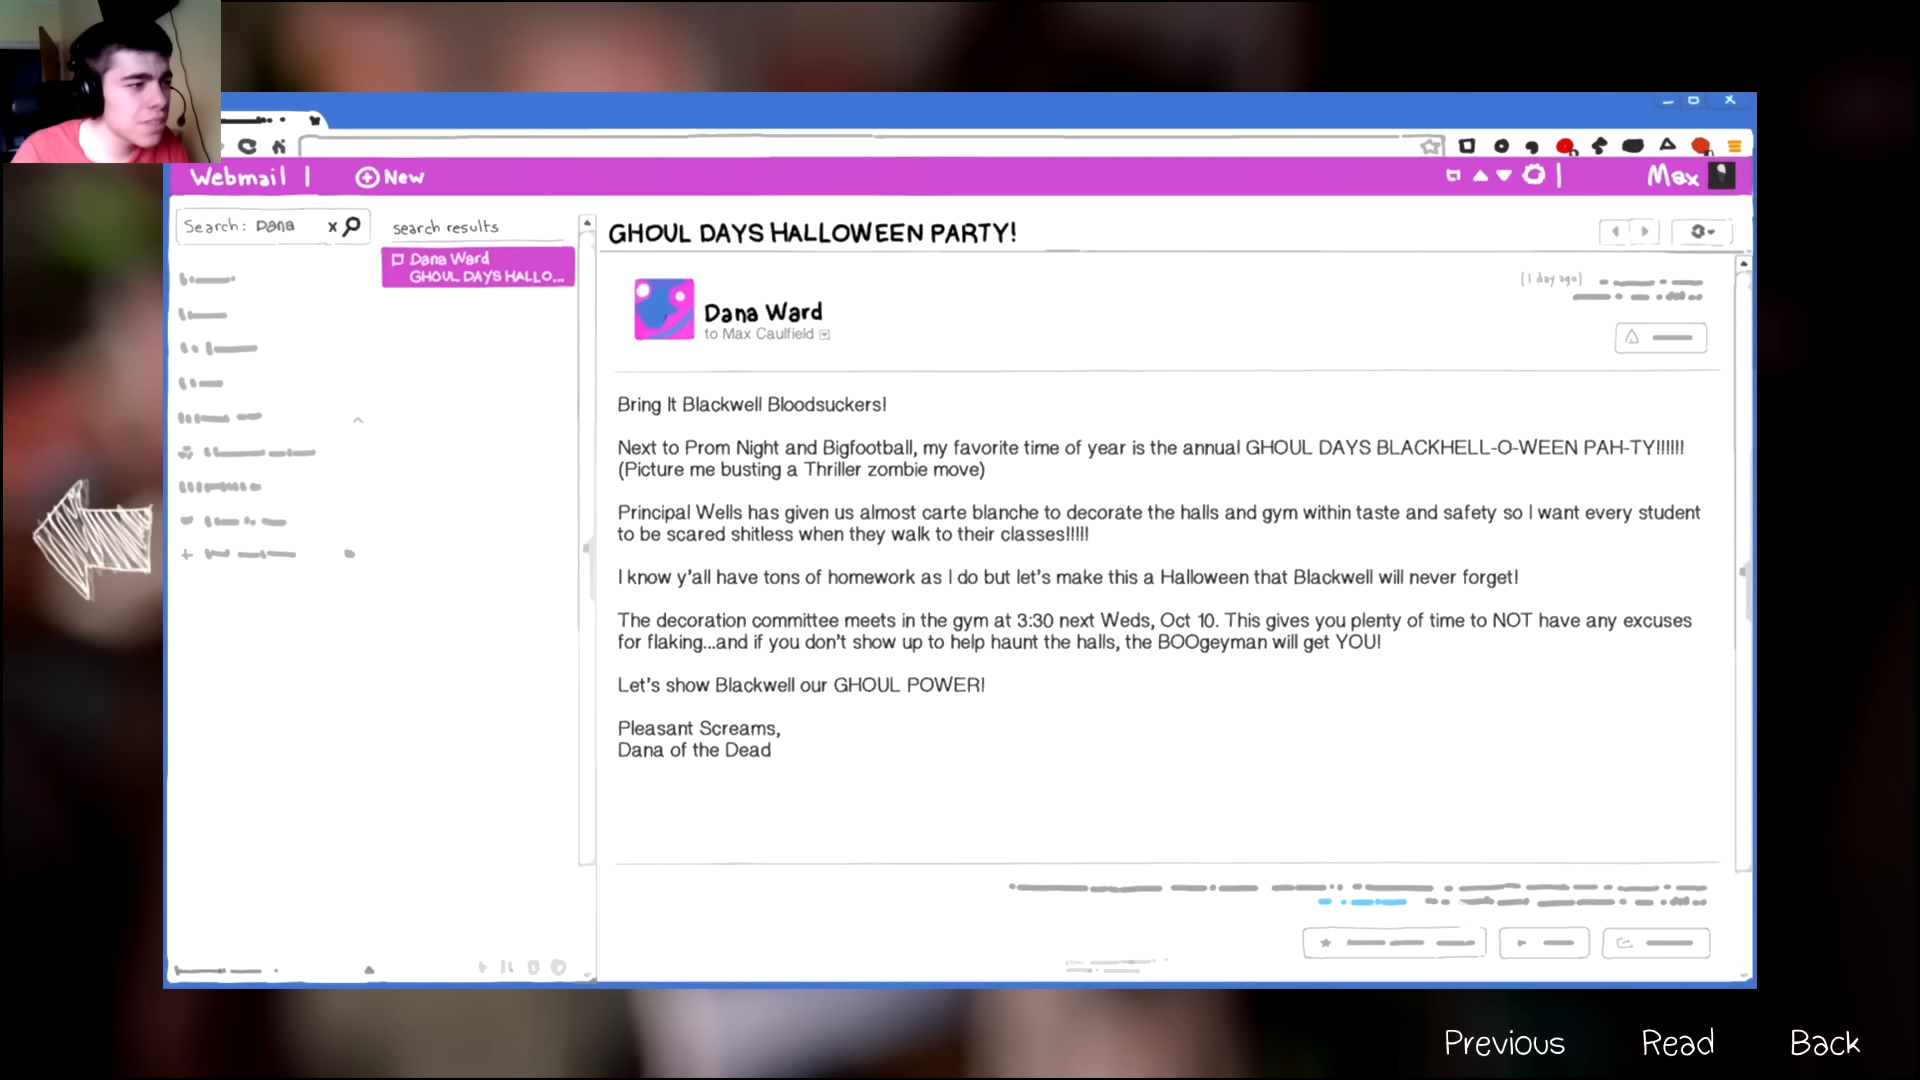 Webmail
New
Max
Search: Dana
x
search results
Dana Ward
GHOUL DAYS HALLO...
GHOUL DAYS HALLOWEEN PARTY!
(1 day ago)
Dana Ward
to Max Caulfield
Bring It Blackwell Bloodsuckers!
Next to Prom Night and Bigfootball, my favorite time of year is the annual GHOUL DAYS BLACKHELL-O-WEEN PAH-TY!!!!!!
(Picture me busting a Thriller zombie move)
Principal Wells has given us almost carte blanche to decorate the halls and gym within taste and safety so I want every student
to be scared shitless when they walk to their classes!!!!!
I know y'all have tons of homework as I do but let's make this a Halloween that Blackwell will never forget!
The decoration committee meets in the gym at 3:30 next Weds, Oct 10. This gives you plenty of time to NOT have any excuses
for flaking...and if you don't show up to help haunt the halls, the BOOgeyman will get YOU!
Let's show Blackwell our GHOUL POWER!
Pleasant Screams,
Dana of the Dead
Previous
Read
Back